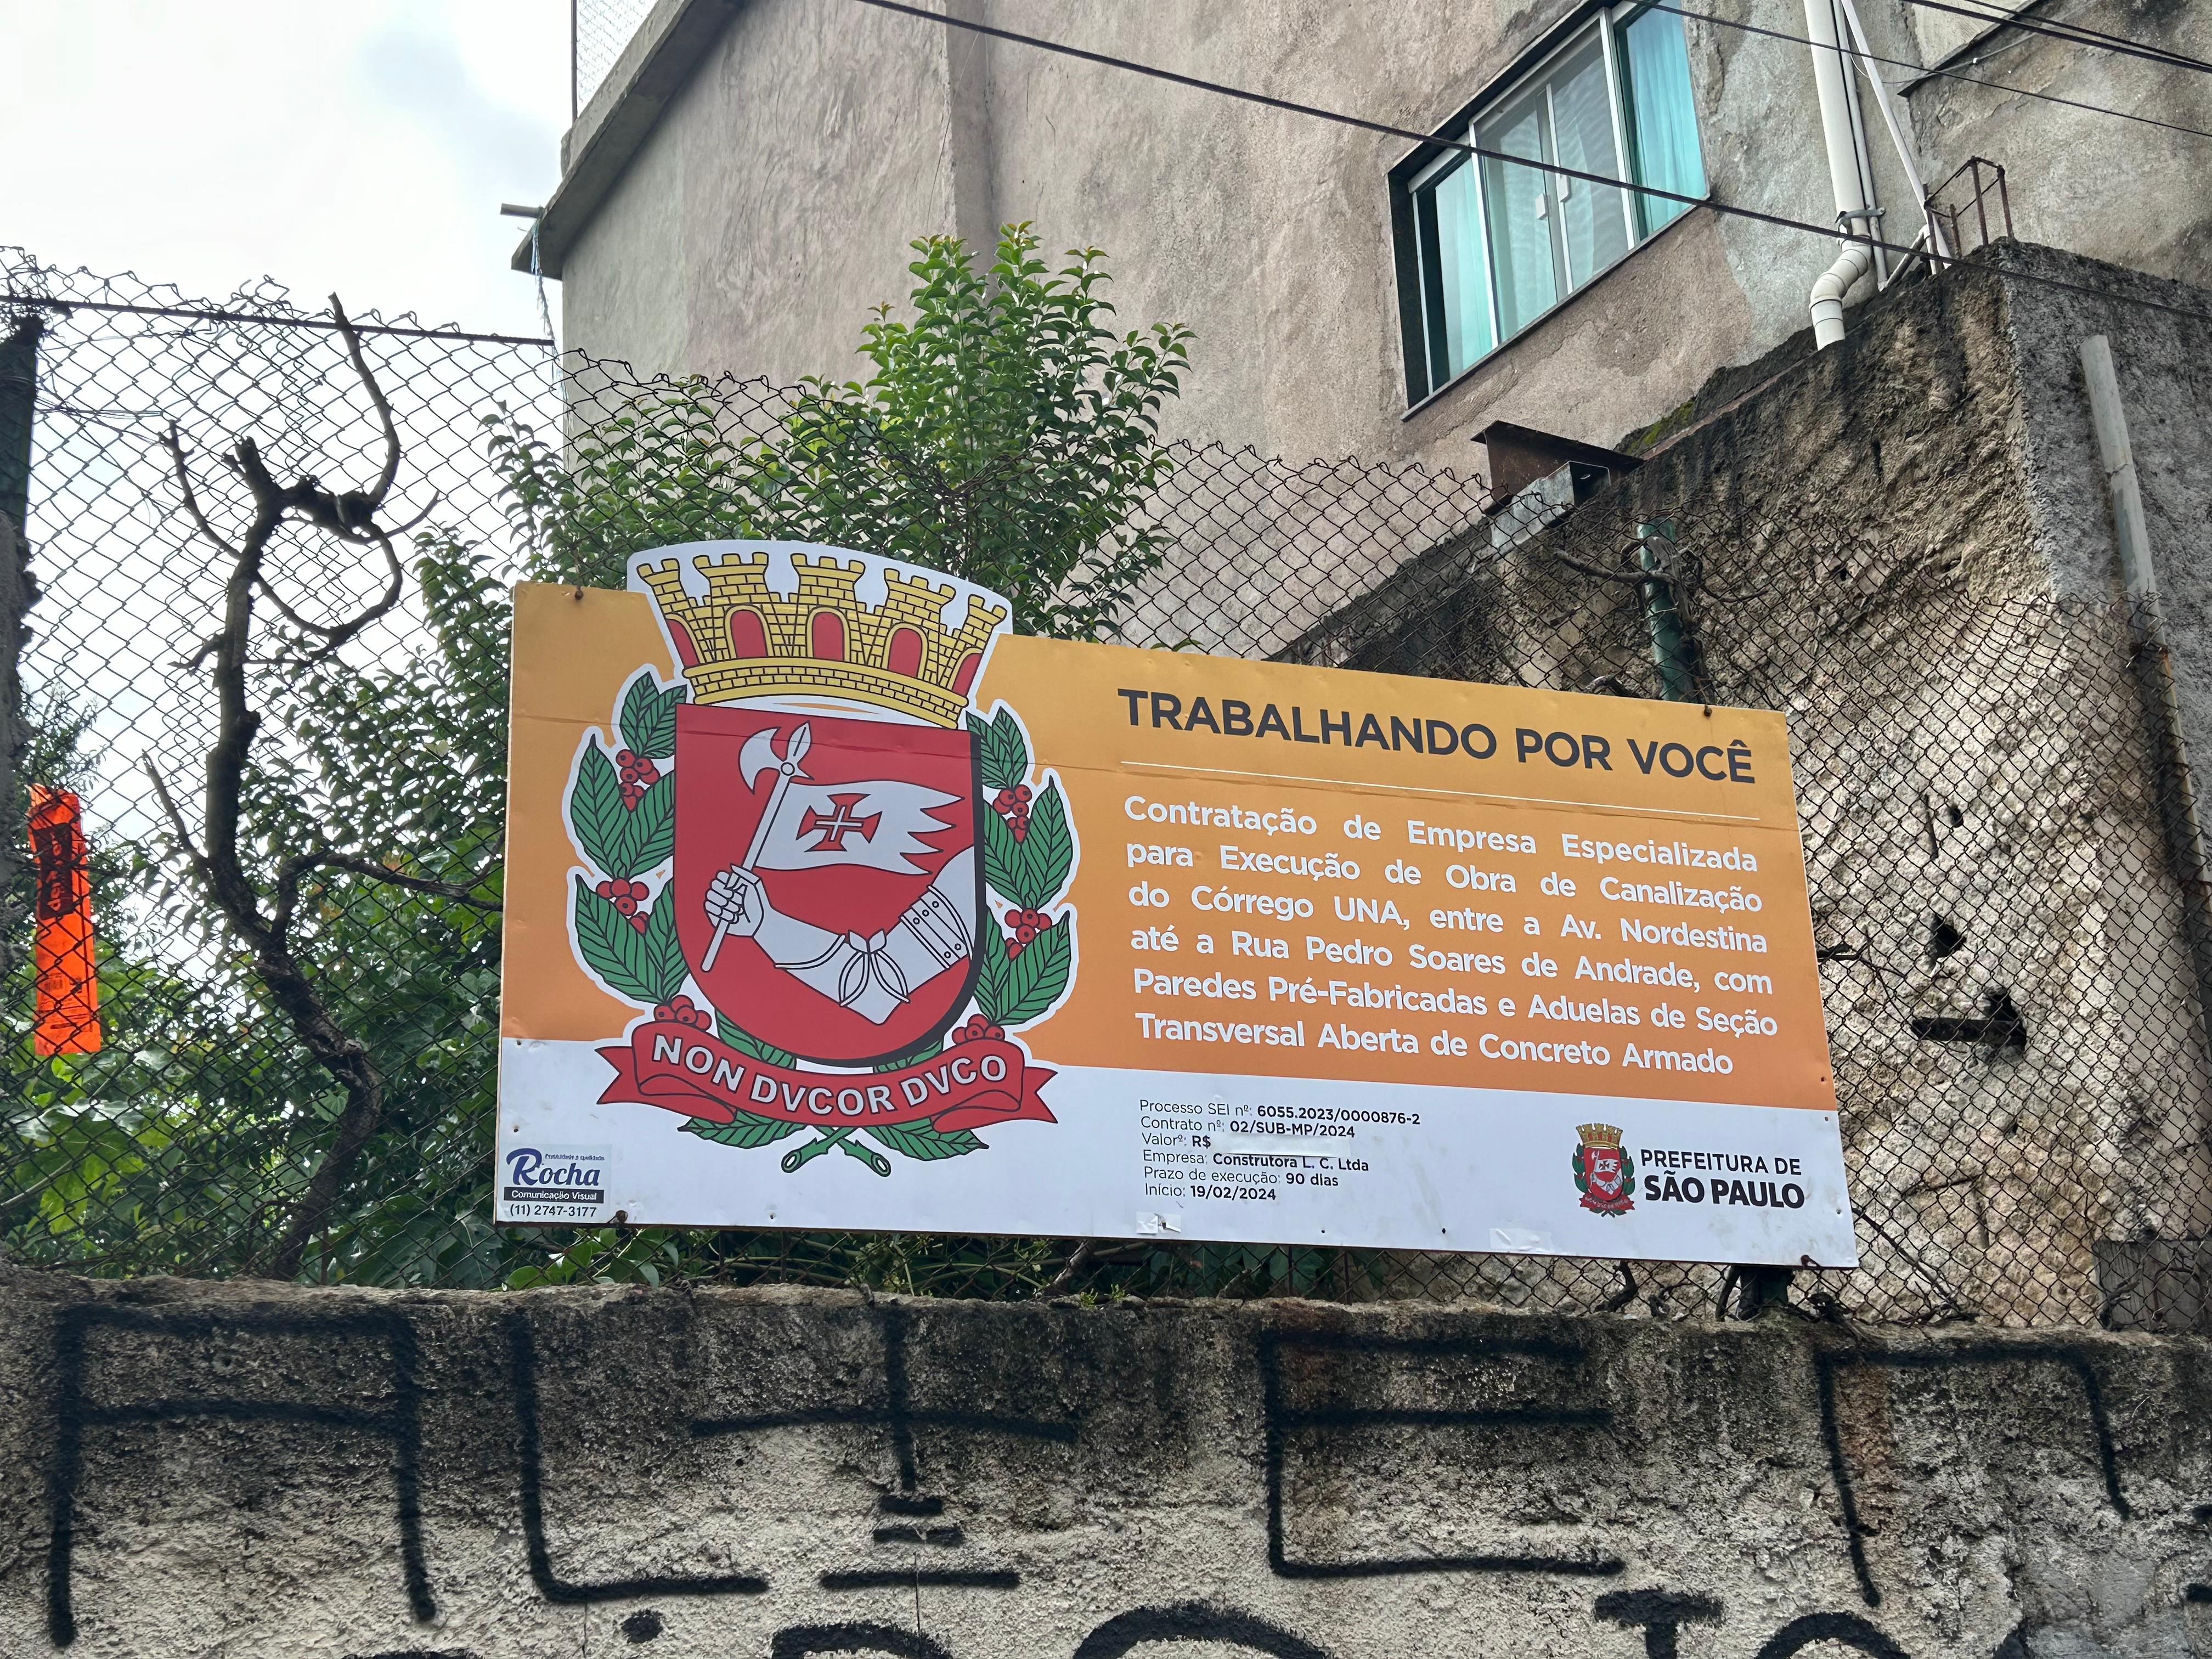 TRABALHANDO POR VOCÊ
Contratação de Empresa Especializada
para Execução de Obra de Canalização
do Córrego UNA, entre a Av. Nordestina
até a Rua Pedro Soares de Andrade, com
Paredes Pré-Fabricadas e Aduelas de Seção
Transversal Aberta de Concreto Armado
NON DVCOR DVCO
Processo SEI nº: 6055.2023/0000876-2
Contrato nº: 02/SUB-MP/2024
Valorº: R$
Empresa: Construtora L. C. Ltda
Prazo de execução: 90 dias
Início: 19/02/2024
PREFEITURA DE
SÃO PAULO
Rocha
Comunicação Visual
(11) 2747-3177